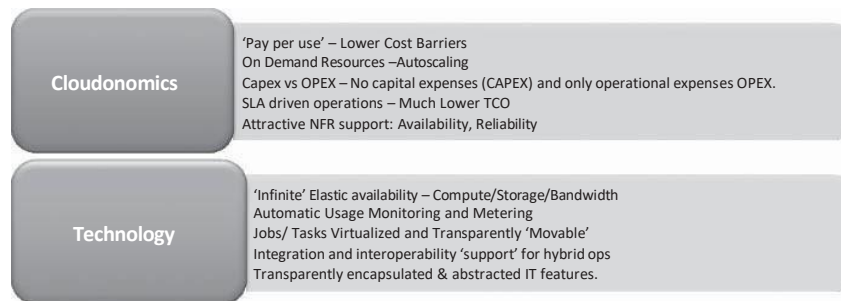 Cloudonomics
‘Pay per use’ – Lower Cost Barriers
On Demand Resources –Autoscaling
Capex vs OPEX – No capital expenses (CAPEX) and only operational expenses OPEX.
SLA driven operations – Much Lower TCO
Attractive NFR support: Availability, Reliability
Technology
‘Infinite’ Elastic availability – Compute/Storage/Bandwidth
Automatic Usage Monitoring and Metering
Jobs/ Tasks Virtualized and Transparently ‘Movable’
Integration and interoperability ‘support’ for hybrid ops
Transparently encapsulated & abstracted IT features.